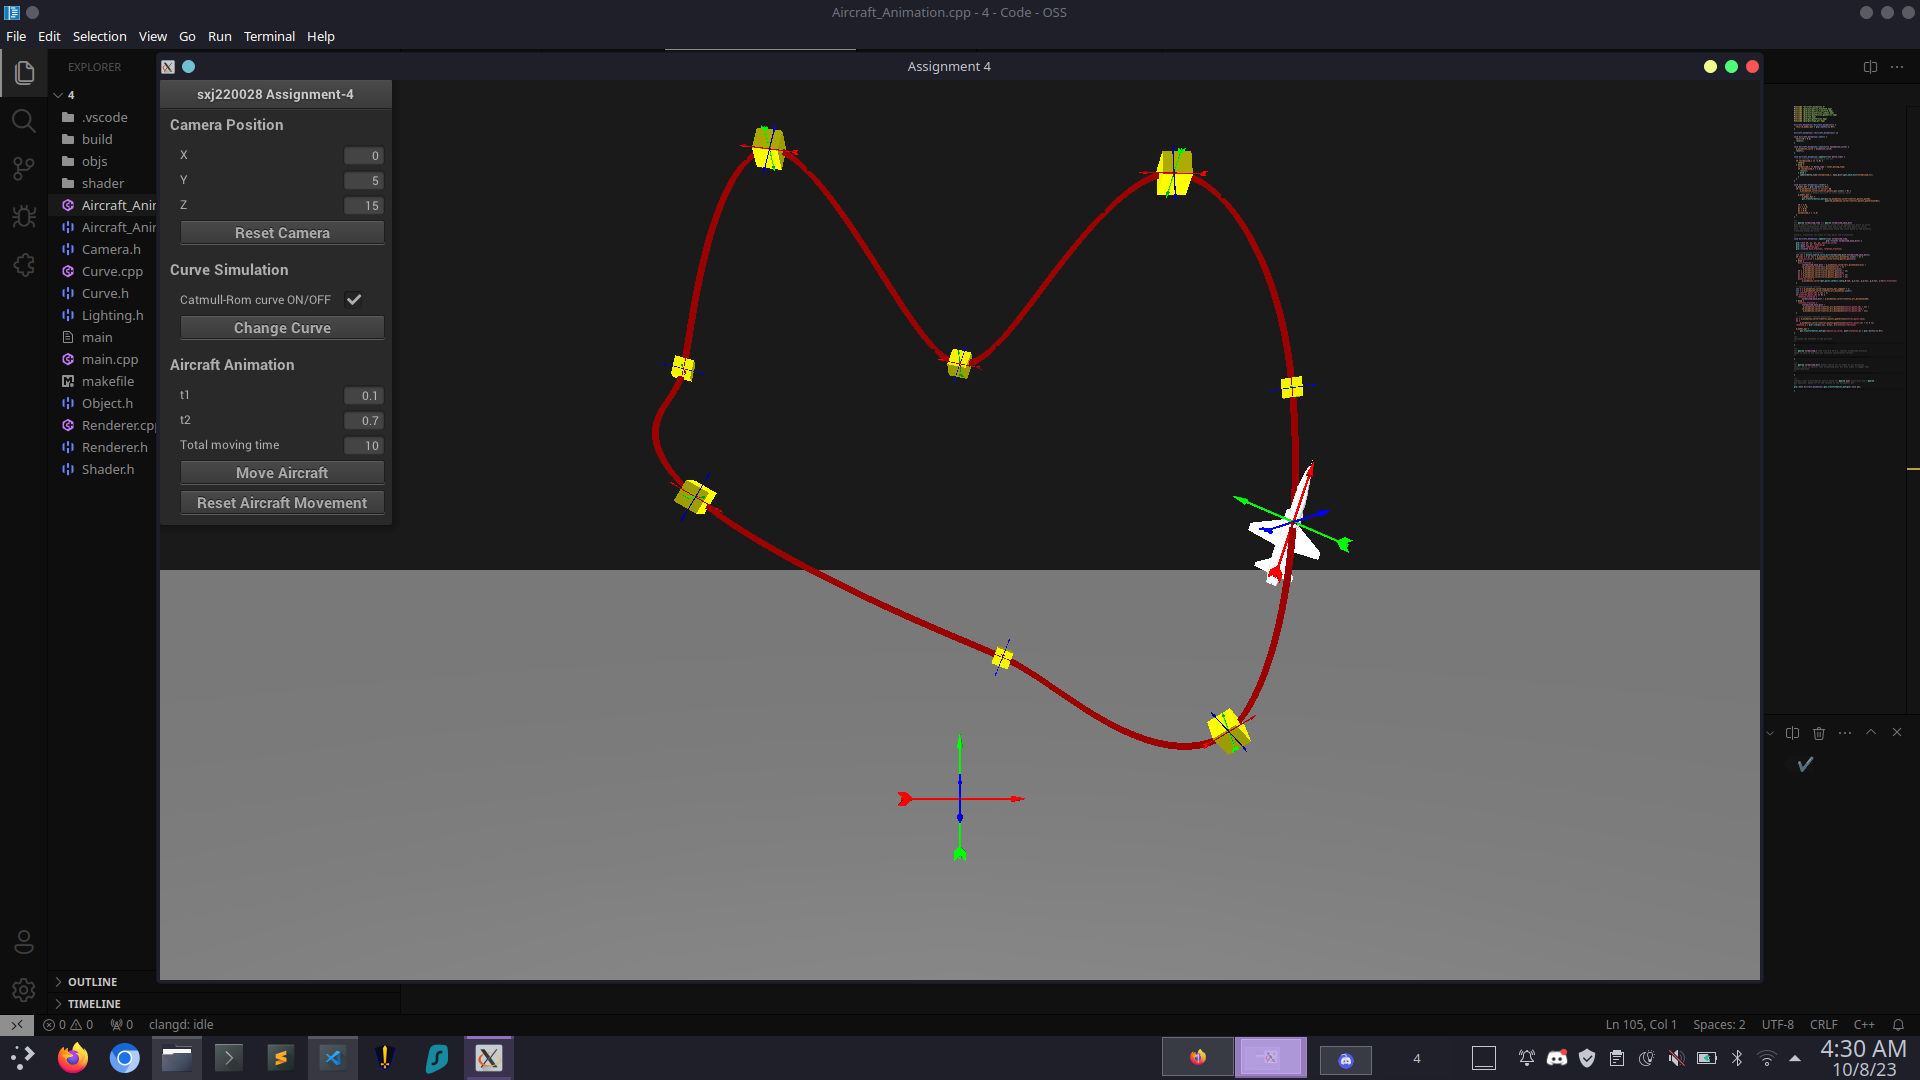 Aircraft_Animation.cpp - 4 - Code - OSS
File Edit Selection View Go Run Terminal Help
EXPLORER
4
.vscode
build
objs
shader
Aircraft_Anir
Aircraft_Anir
Camera.h
Curve.cpp
Curve.h
Lighting.h
main
main.cpp
makefile
Object.h
Renderer.cp
Renderer.h
Shader.h
OUTLINE
TIMELINE
Assignment 4
sxj220028 Assignment-4
Camera Position
X 0
Y 5
Z 15
Reset Camera
Curve Simulation
Catmull-Rom curve ON/OFF
Change Curve
Aircraft Animation
t1 0.1
t2 0.7
Total moving time 10
Move Aircraft
Reset Aircraft Movement
0 0 0 clangd: idle
Ln 105, Col 1 Spaces: 2 UTF-8 CRLF C++
4
4:30 AM
10/8/23